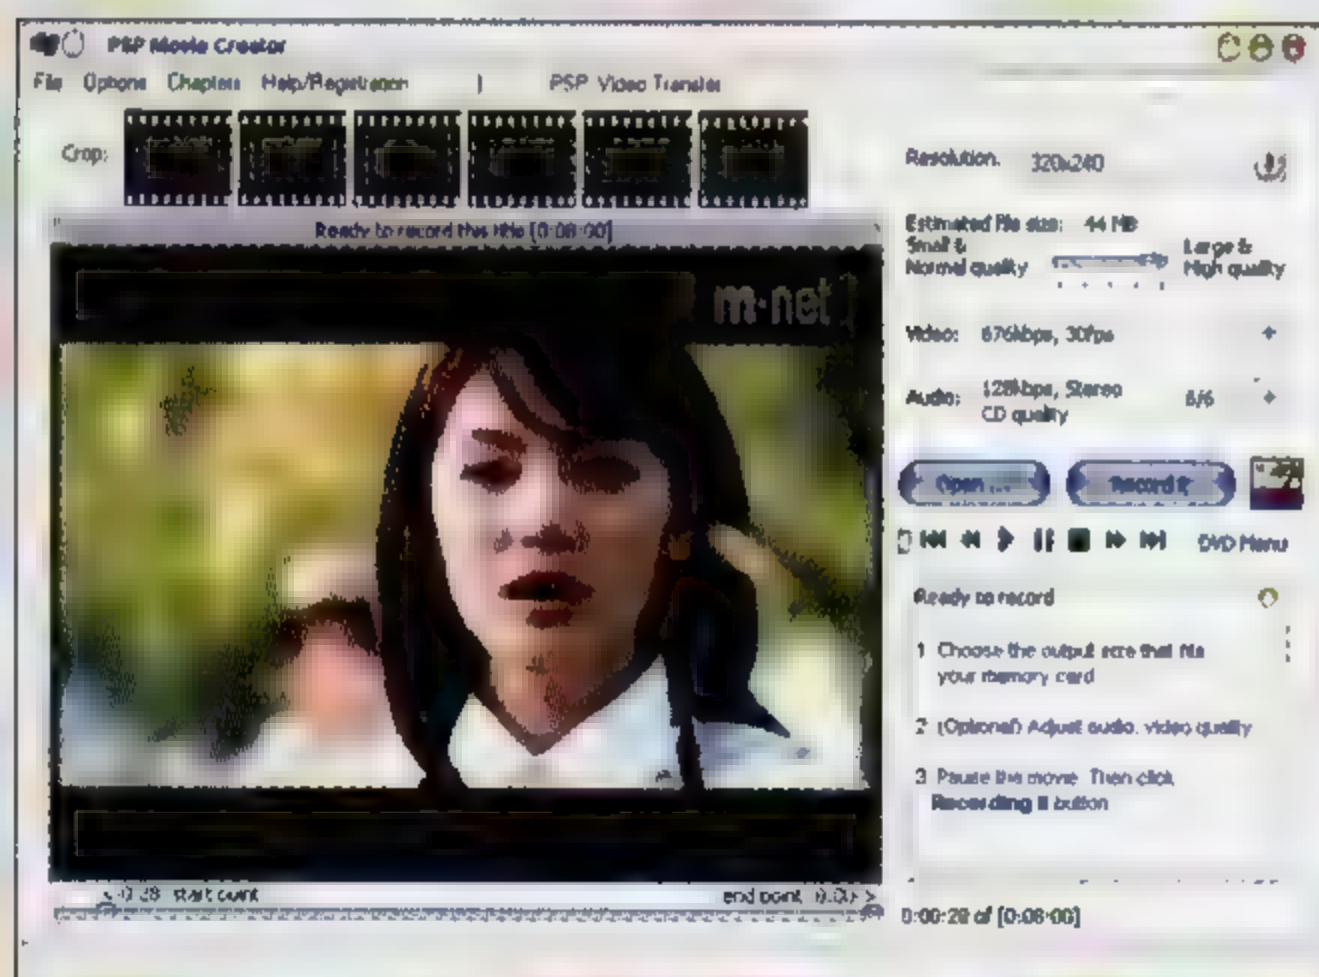 PSP Movie Creator
File Options Chapters Help/Registration | PSP Video Transfer
Crop:
Ready to record this title [0:08:00]
m·net
start point
end point
Resolution: 320x240
Estimated file size: 44 MB
Small &
Normal quality
Large &
High quality
Video: 676kbps, 30fps
Audio: 128kbps, Stereo
CD quality
6/6
Open ...
Record It
DVD Menu
Ready to record
1 Choose the output size that fits
your memory card
2 (Optional) Adjust audio, video quality
3 Pause the movie. Then click
Recording It button
0:00:28 of [0:08:00]